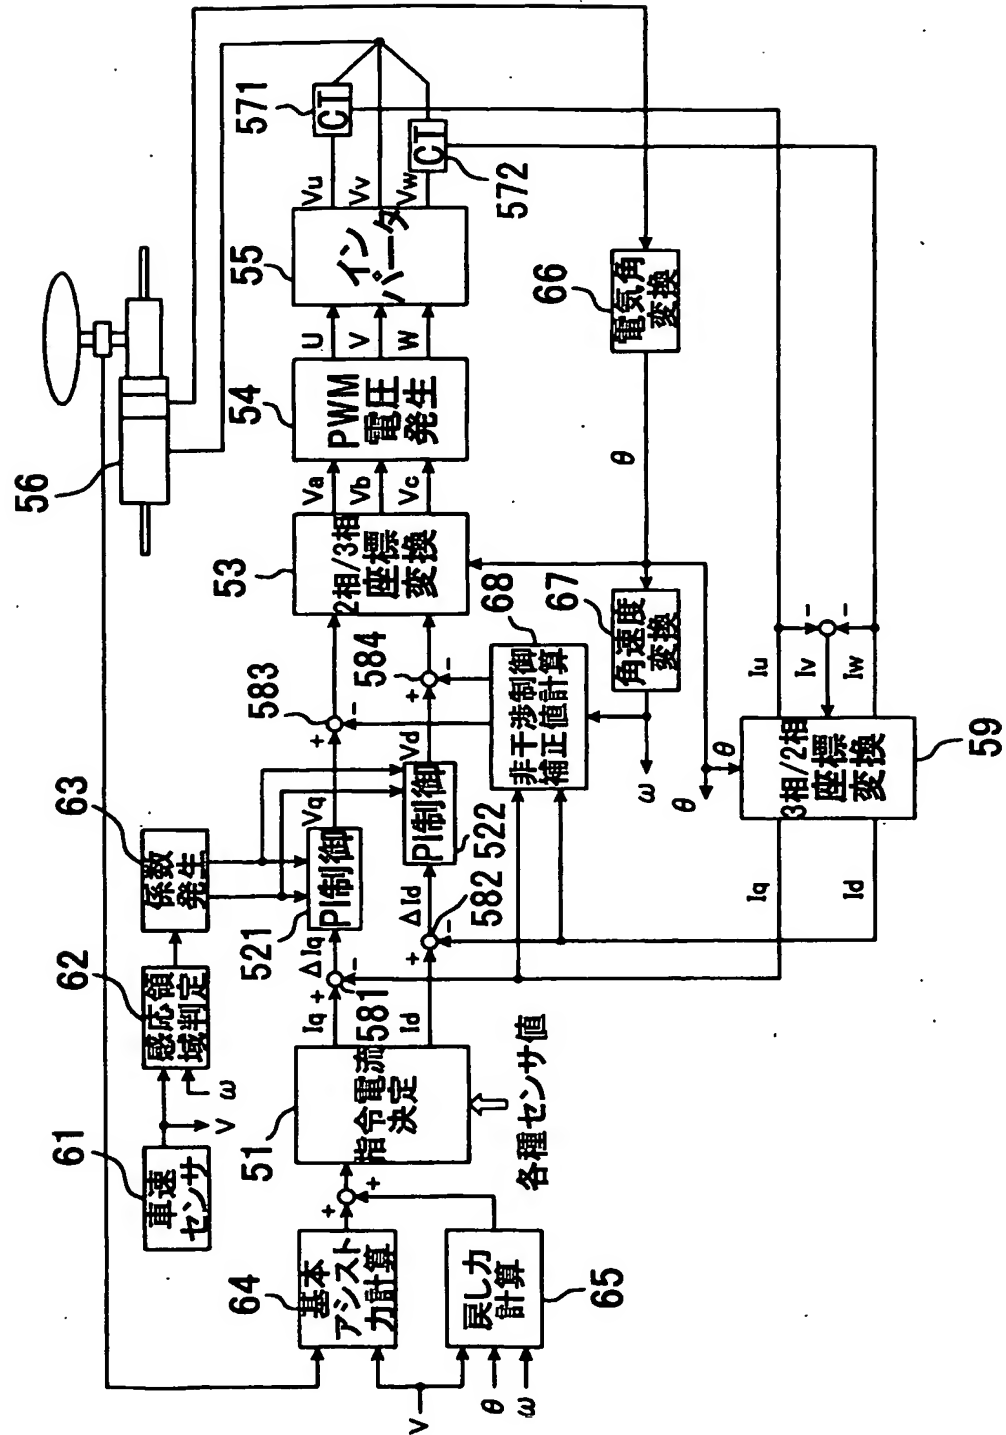 56
61
車速
センサ
V
62
感応領
域判定
ω
63
係数
発生
64
基本
アシスト
力計算
V
65
戻し力
計算
θ
ω
+
+
51
指令電流
決定
各種センサ値
Iq
Id
+
-
581
ΔIq
+
-
582
ΔId
521
PI制御
522
PI制御
Vq
Vd
+
-
583
+
-
584
53
2相/3相
座標
変換
Va
Vb
Vc
54
PWM
電圧
発生
U
V
W
55
イン
バータ
Vu
Vv
Vw
571
CT
572
CT
68
非干渉制御
補正値計算
67
角速度
変換
ω
θ
66
電気角
変換
θ
θ
59
3相/2相
座標
変換
Iq
Id
Iu
Iv
Iw
-
-